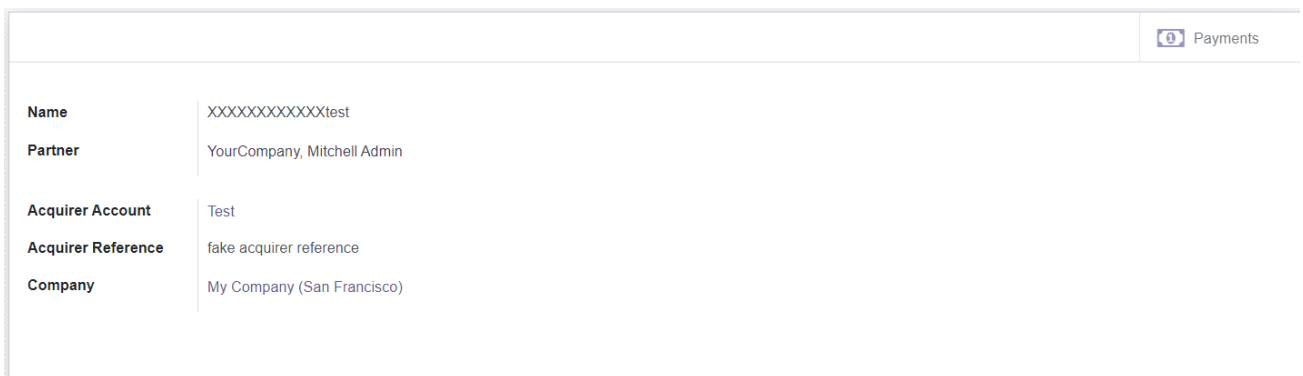 Payments
Name XXXXXXXXXXXXtest
Partner YourCompany, Mitchell Admin
Acquirer Account Test
Acquirer Reference fake acquirer reference
Company My Company (San Francisco)